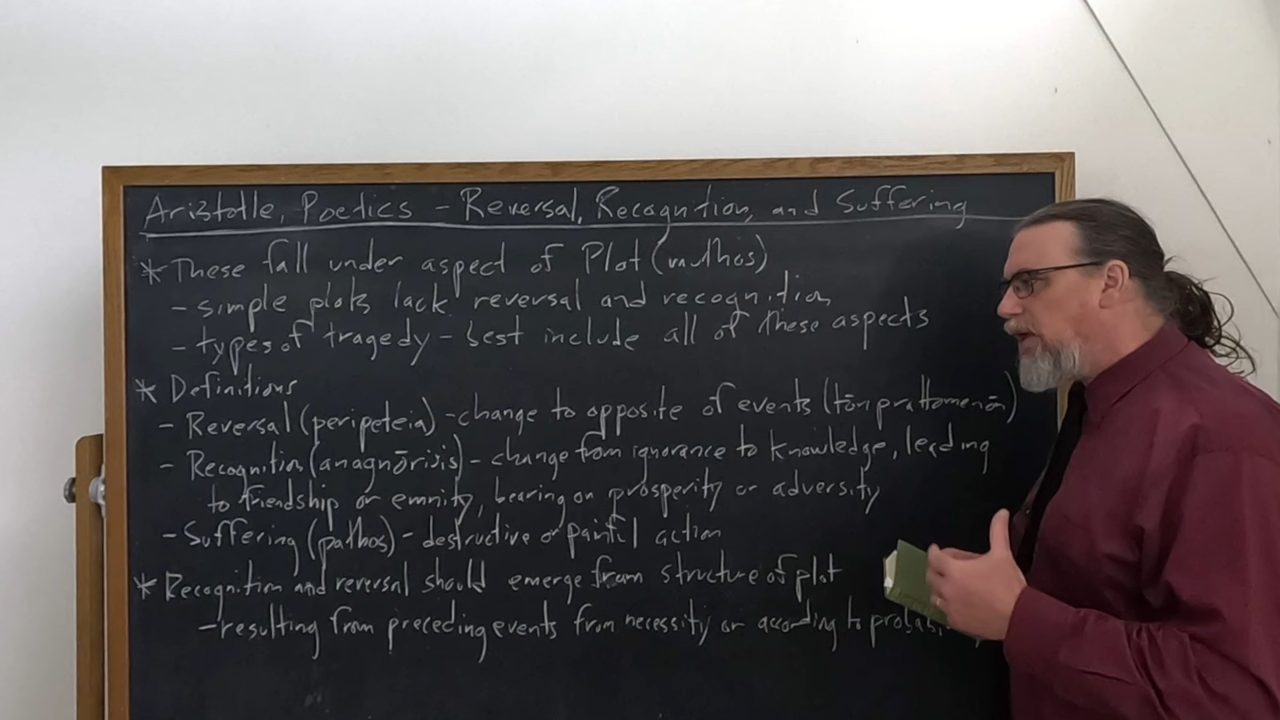 Aristotle, Poetics - Reversal, Recognition, and Suffering
* These fall under aspect of Plot (muthos)
- simple plots lack reversal and recognition
- types of tragedy - best include all of these aspects
* Definitions
- Reversal (peripeteia) - change to opposite of events (tōn prattomenōn)
- Recognition (anagnōrisis) - change from ignorance to knowledge, leading
to friendship or emnity, bearing on prosperity or adversity
- Suffering (pathos) - destructive or painful action
* Recognition and reversal should emerge from structure of plot
- resulting from preceding events from necessity or according to